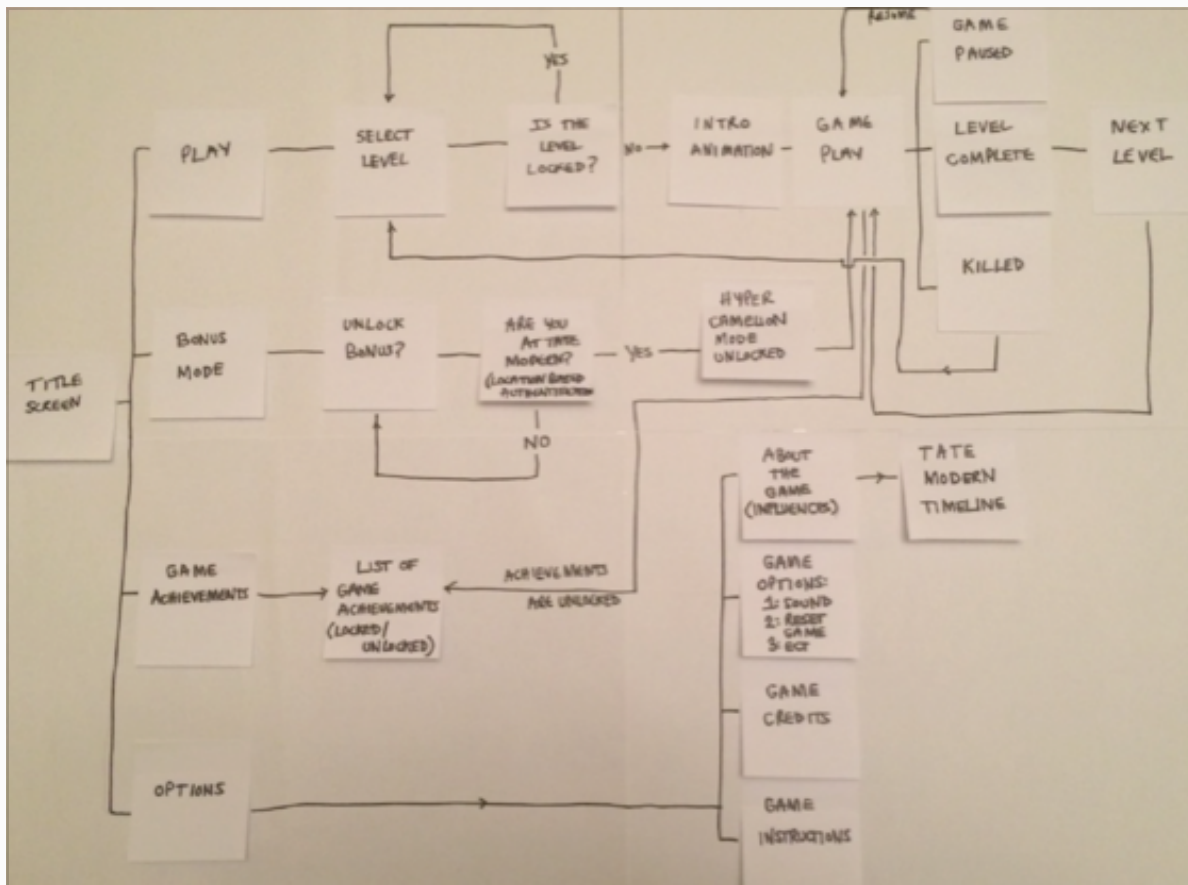 TITLE
SCREEN
PLAY
SELECT
LEVEL
YES
IS THE
LEVEL
LOCKED?
NO
INTRO
ANIMATION
GAME
PLAY
RESUME
GAME
PAUSED
LEVEL
COMPLETE
KILLED
NEXT
LEVEL
BONUS
MODE
UNLOCK
BONUS?
ARE YOU
AT TATE
MODERN?
(LOCATION BASED
NO
YES
HYPER
CAMELLON
MODE
UNLOCKED
GAME
ACHIEVEMENTS
LIST OF
GAME
ACHIEVEMENTS
(LOCKED/
UNLOCKED)
ACHIEVEMENTS
ARE UNLOCKED
OPTIONS
ABOUT
THE
GAME
(INFLUENCES)
TATE
MODERN
TIMELINE
GAME
OPTIONS:
1: SOUND
2: RESET
GAME
3: ECT
GAME
CREDITS
GAME
INSTRUCTIONS